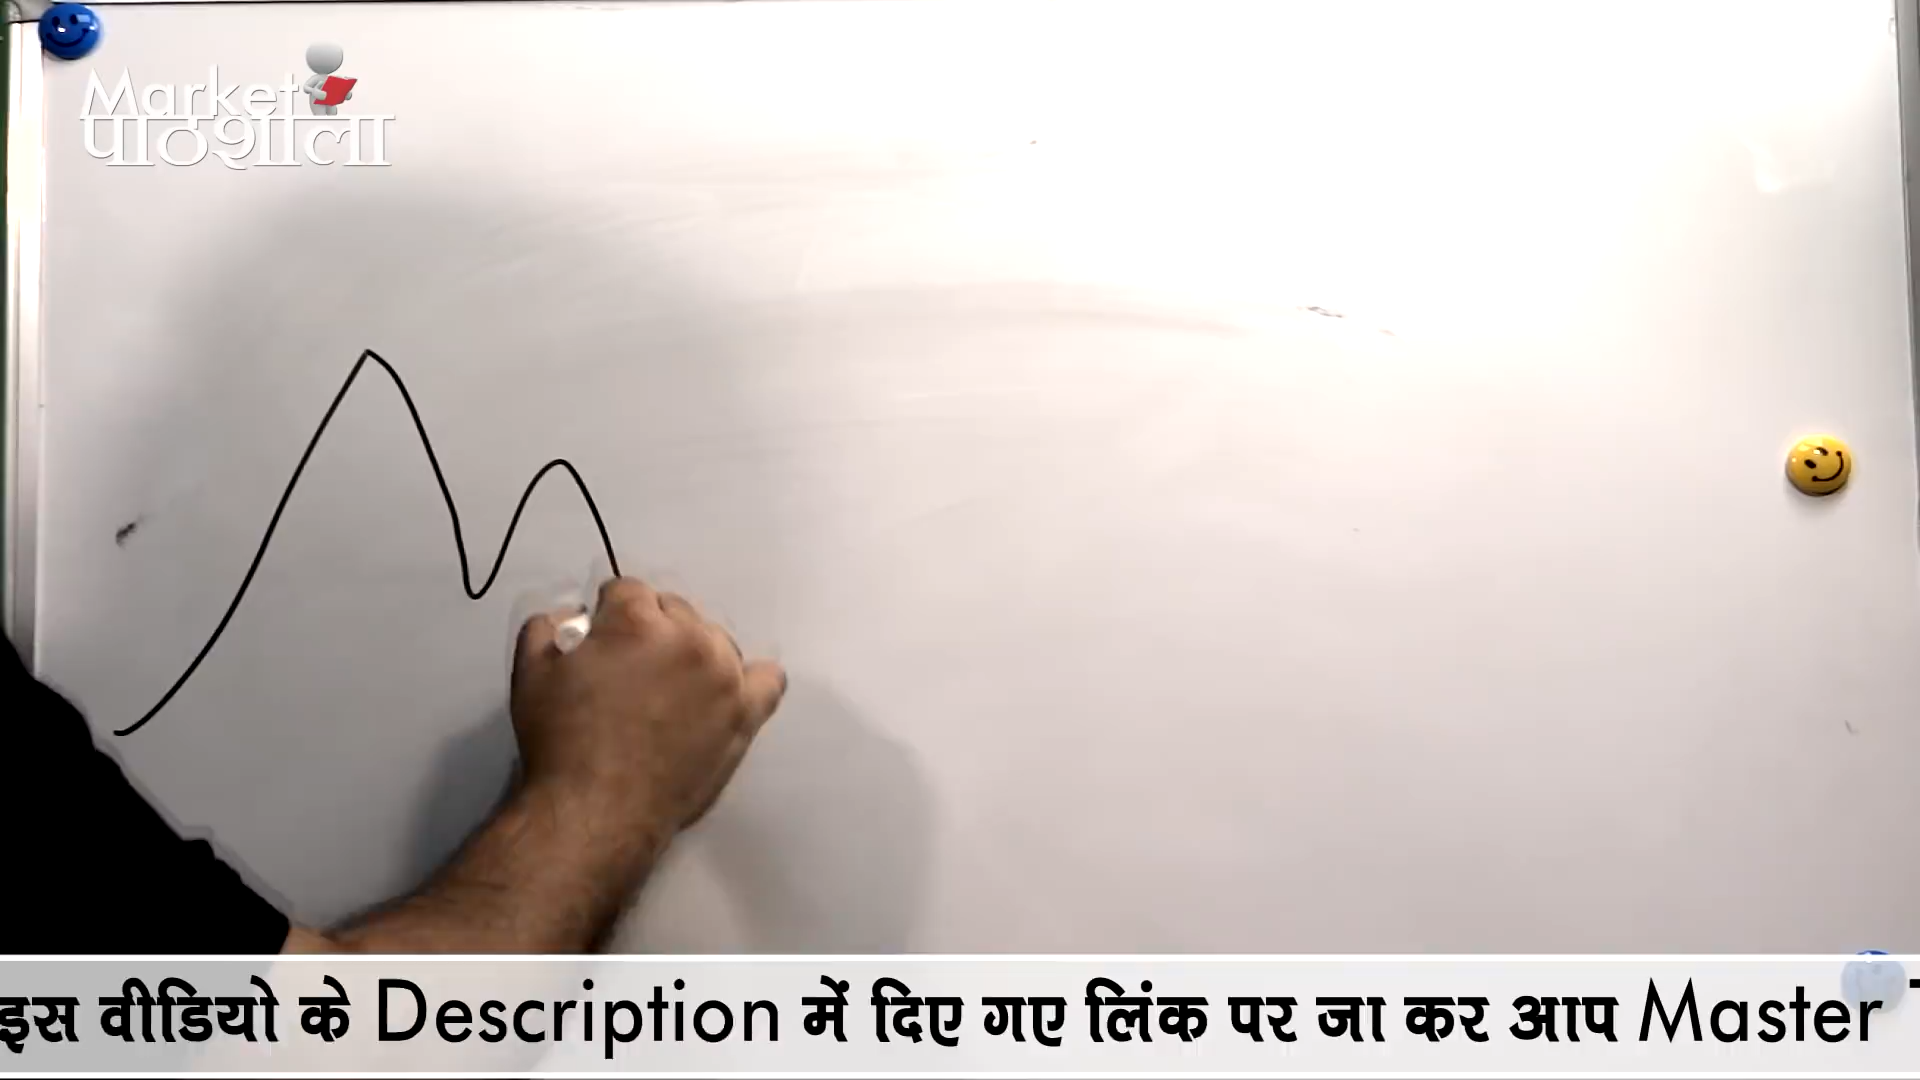 Market
पाठशाला
इस वीडियो के Description में दिए गए लिंक पर जा कर आप Master